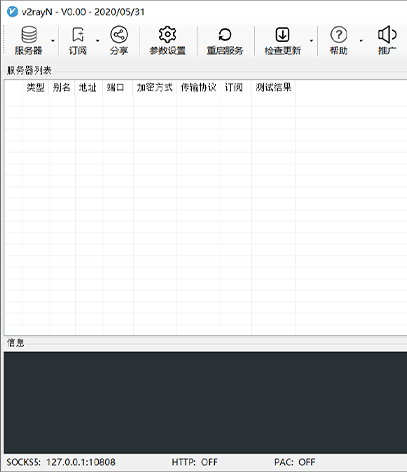 v2rayN - V0.00 - 2020/05/31
服务器 订阅 分享 参数设置 重启服务 检查更新 帮助 推广
服务器列表
类型 别名 地址 端口 加密方式 传输协议 订阅 测试结果
信息
SOCKS5: 127.0.0.1:10808 HTTP: OFF PAC: OFF